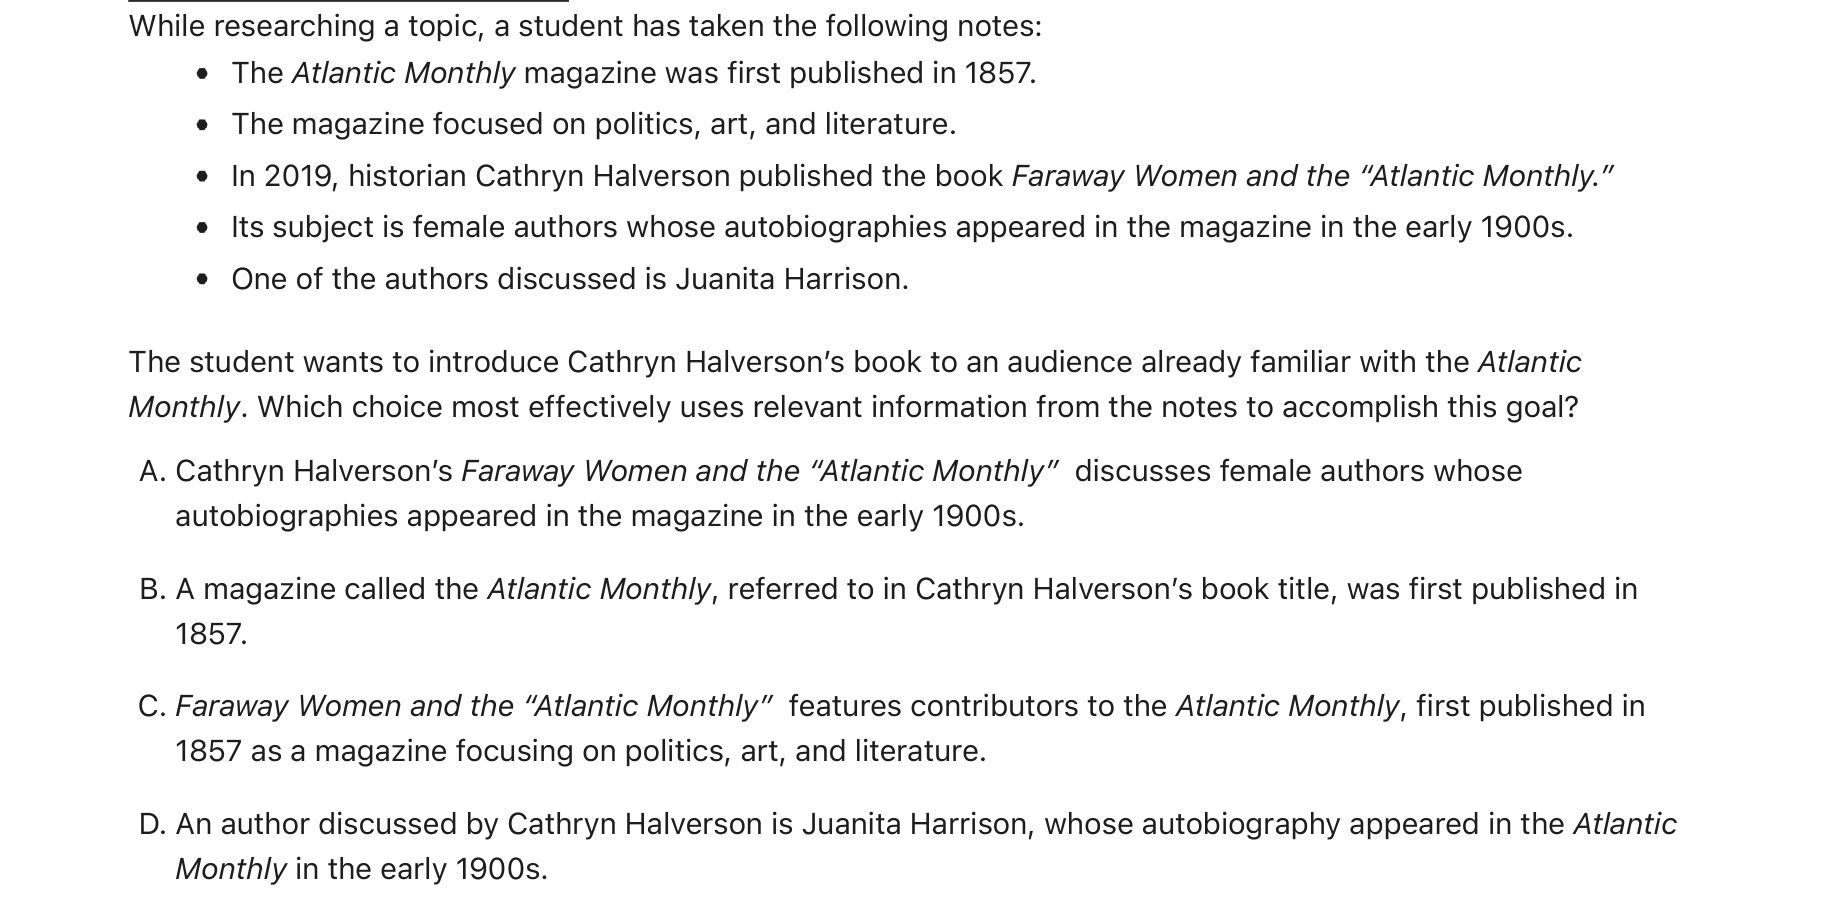 While researching a topic, a student has taken the following notes:
• The Atlantic Monthly magazine was first published in 1857.
• The magazine focused on politics, art, and literature.
• In 2019, historian Cathryn Halverson published the book Faraway Women and the “Atlantic Monthly.”
• Its subject is female authors whose autobiographies appeared in the magazine in the early 1900s.
• One of the authors discussed is Juanita Harrison.
The student wants to introduce Cathryn Halverson’s book to an audience already familiar with the Atlantic
Monthly. Which choice most effectively uses relevant information from the notes to accomplish this goal?
A. Cathryn Halverson’s Faraway Women and the “Atlantic Monthly” discusses female authors whose
autobiographies appeared in the magazine in the early 1900s.
B. A magazine called the Atlantic Monthly, referred to in Cathryn Halverson’s book title, was first published in
1857.
C. Faraway Women and the “Atlantic Monthly” features contributors to the Atlantic Monthly, first published in
1857 as a magazine focusing on politics, art, and literature.
D. An author discussed by Cathryn Halverson is Juanita Harrison, whose autobiography appeared in the Atlantic
Monthly in the early 1900s.